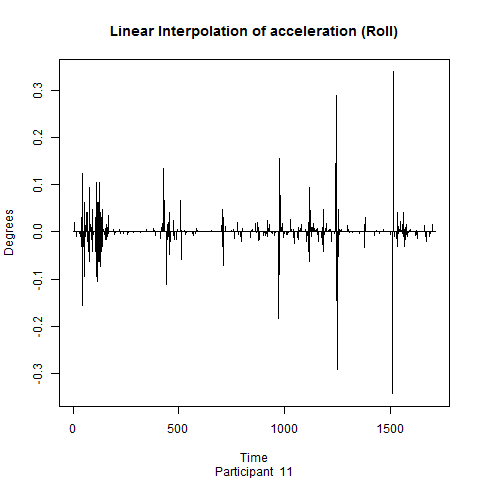 Linear Interpolation of acceleration (Roll)
Degrees
0.3
0.2
0.1
0.0
-0.1
-0.2
-0.3
0 500 1000 1500
Time
Participant 11